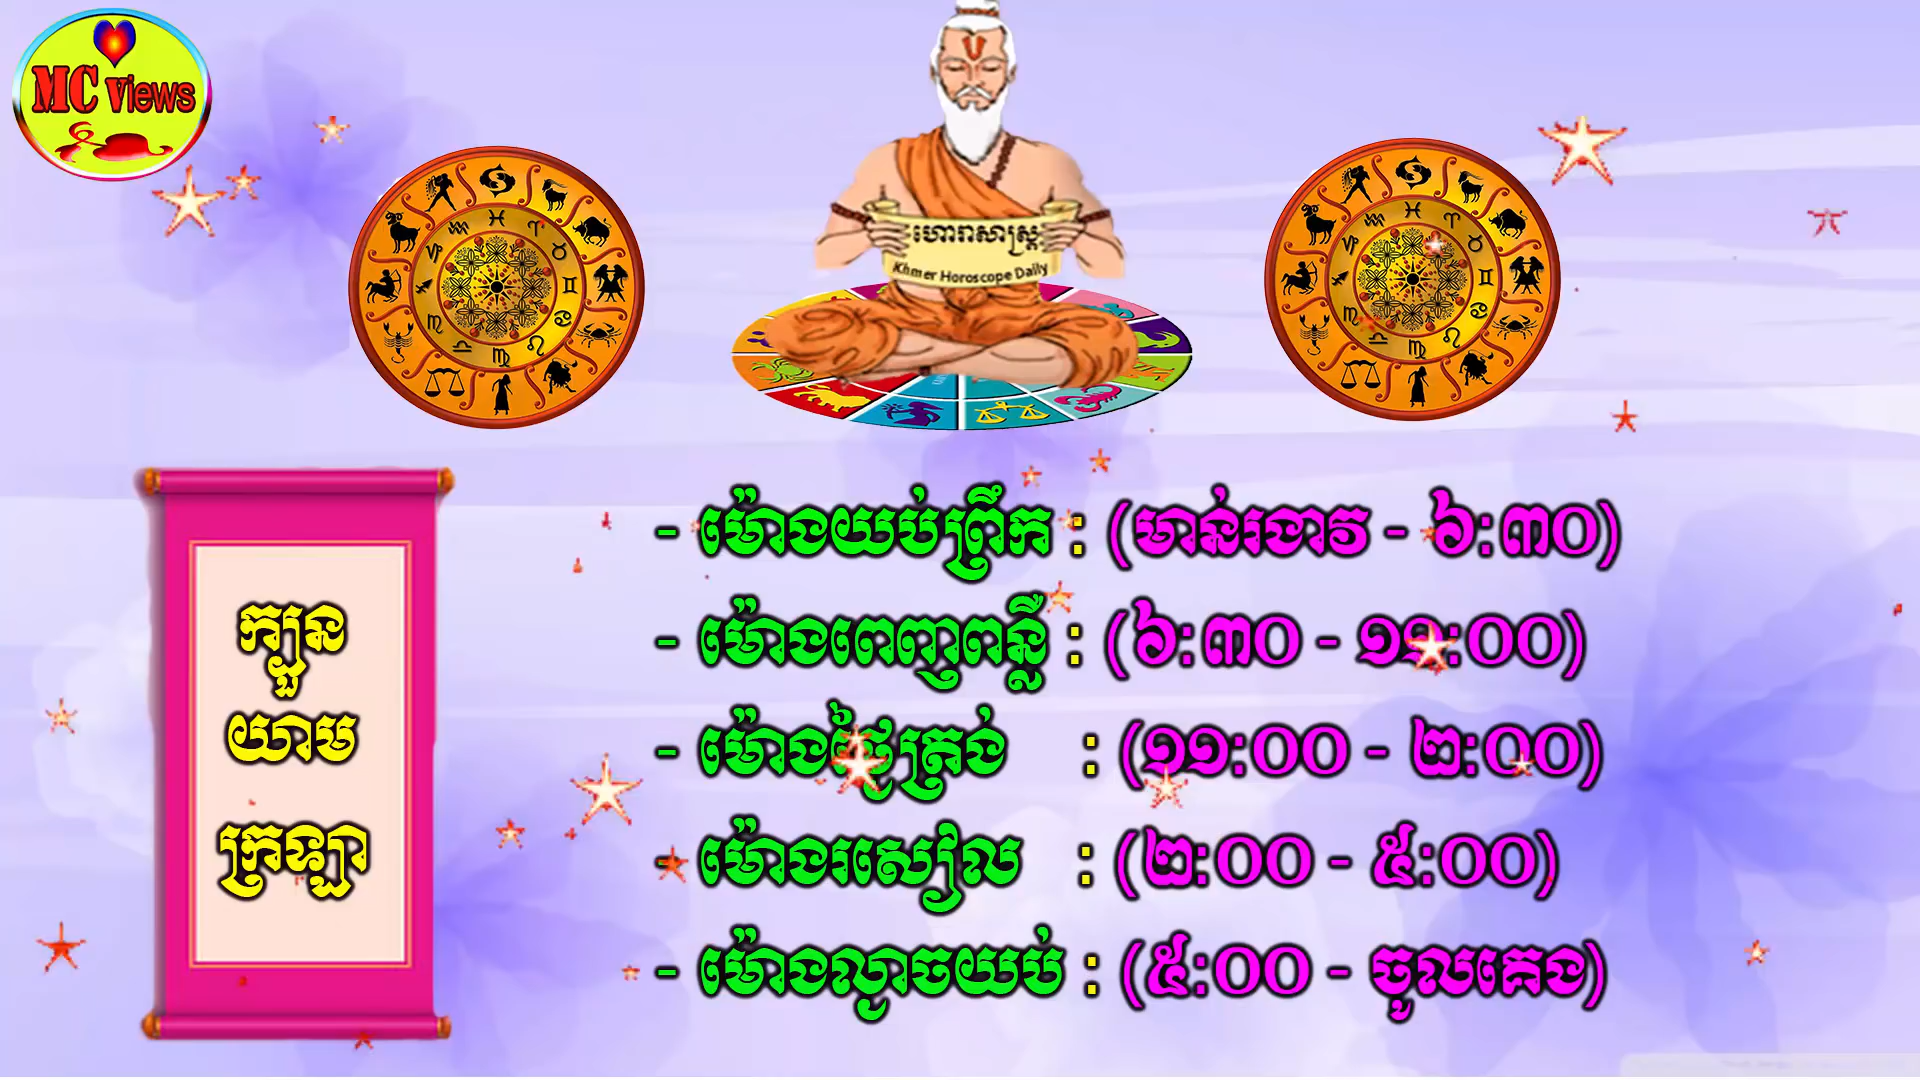 MC Views
ហោរាសាស្ត្រ
Khmer Horoscope Daily
ក្បួន
យាម
ក្រឡា
- ម៉ោងយប់ព្រឹក : (មាន់រងាវ - ៦:៣០)
- ម៉ោងពេញពន្លឺ : (៦:៣០ - ១១:០០)
- ម៉ោងថ្ងៃត្រង់ : (១១:០០ - ២:០០)
- ម៉ោងរសៀល : (២:០០ - ៥:០០)
- ម៉ោងល្ងាចយប់ : (៥:០០ - ចូលគេង)